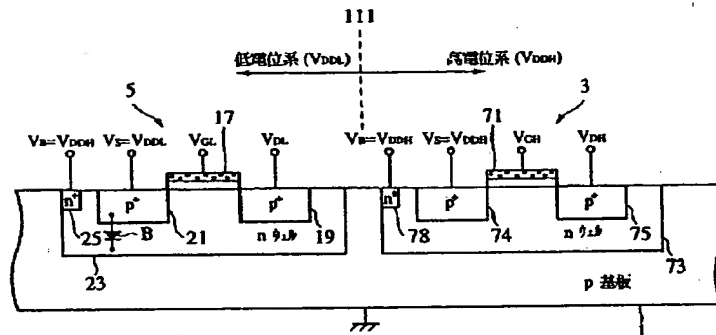 111
低電位系 (VDDL)
高電位系 (VDDH)
5
17
71
3
VB=VDDH
VS=VDDL
VGL
VDL
VB=VDDH
VS=VDDH
VGH
VDH
n+
p+
p+
n+
p+
p+
25
B
21
n ウェル
19
78
74
n ウェル
75
73
23
p 基板